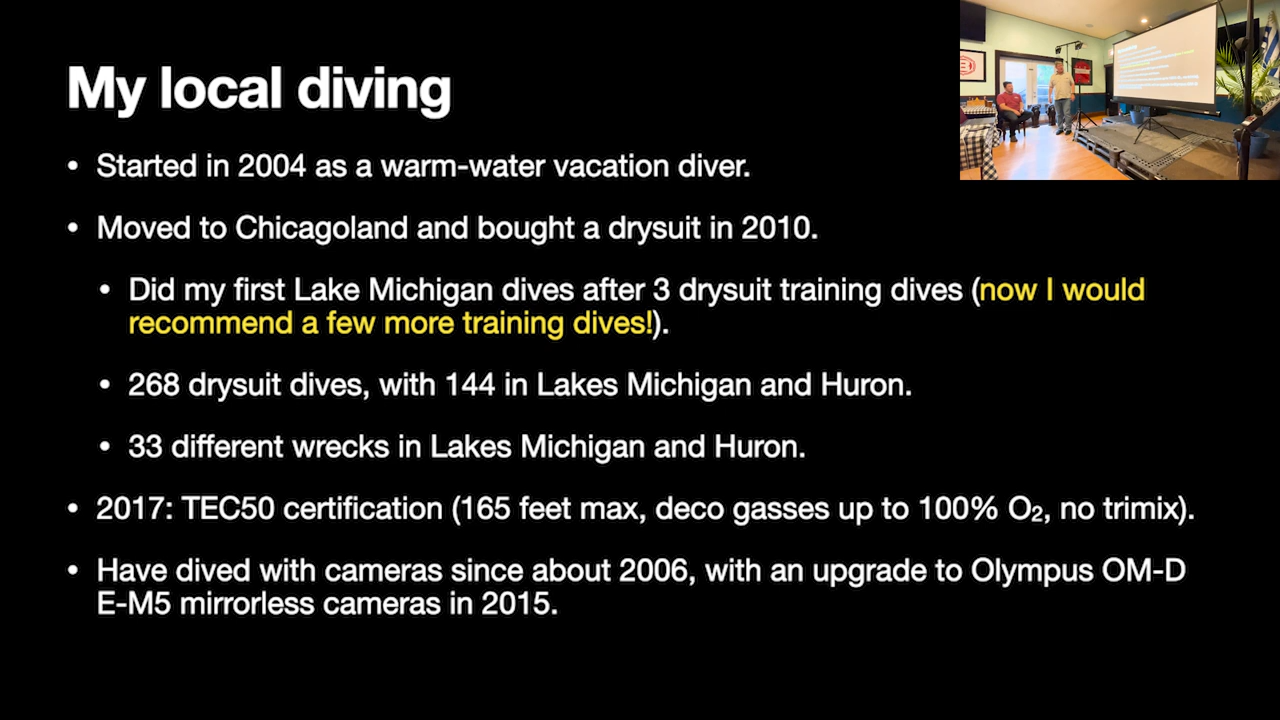 My local diving
• Started in 2004 as a warm-water vacation diver.
• Moved to Chicagoland and bought a drysuit in 2010.
• Did my first Lake Michigan dives after 3 drysuit training dives (now I would
recommend a few more training dives!).
• 268 drysuit dives, with 144 in Lakes Michigan and Huron.
• 33 different wrecks in Lakes Michigan and Huron.
• 2017: TEC50 certification (165 feet max, deco gasses up to 100% O₂, no trimix).
• Have dived with cameras since about 2006, with an upgrade to Olympus OM-D
E-M5 mirrorless cameras in 2015.